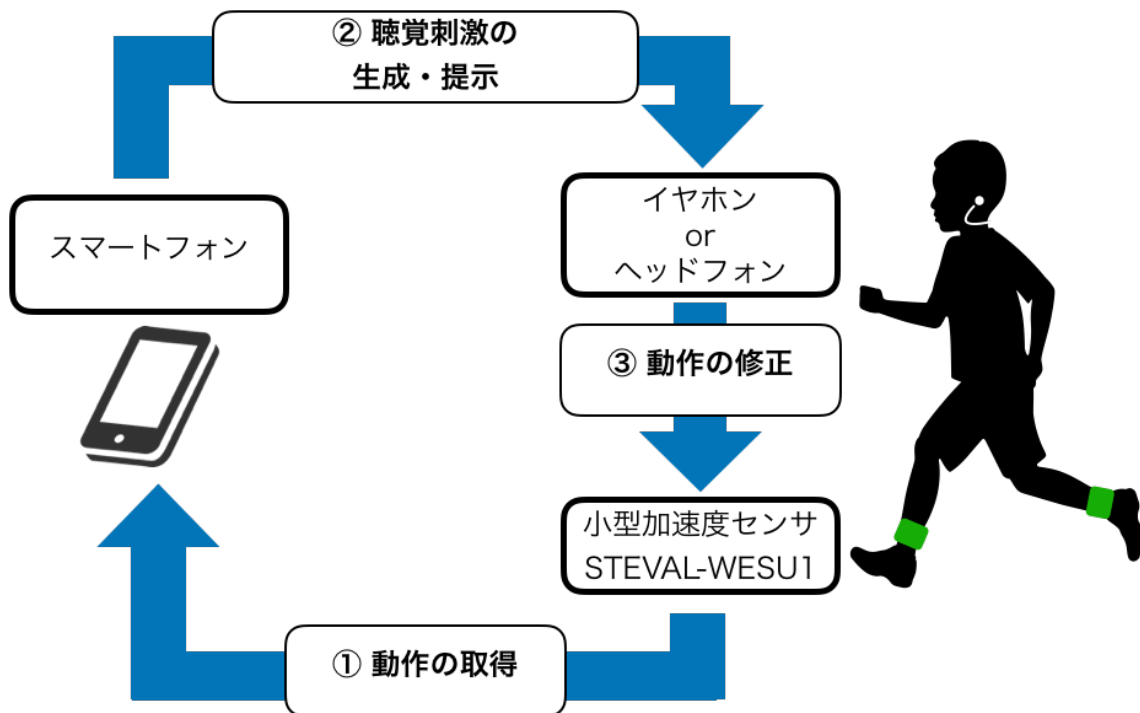 ② 聴覚刺激の
生成・提示
スマートフォン
イヤホン
or
ヘッドフォン
③ 動作の修正
小型加速度センサ
STEVAL-WESU1
① 動作の取得